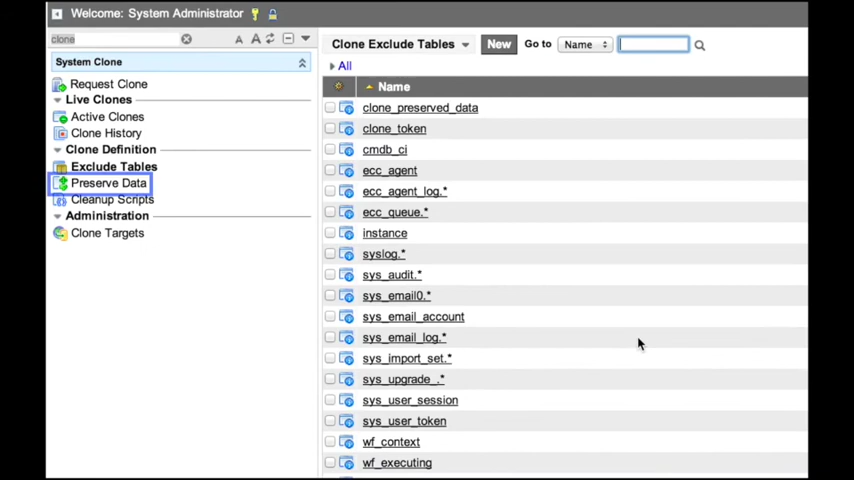 Welcome: System Administrator
clone
A A
System Clone
Request Clone
Live Clones
Active Clones
Clone History
Clone Definition
Exclude Tables
Preserve Data
Cleanup Scripts
Administration
Clone Targets
Clone Exclude Tables New Go to Name
All
Name
clone_preserved_data
clone_token
cmdb_ci
ecc_agent
ecc_agent_log.*
ecc_queue.*
instance
syslog.*
sys_audit.*
sys_email0.*
sys_email_account
sys_email_log.*
sys_import_set.*
sys_upgrade_.*
sys_user_session
sys_user_token
wf_context
wf_executing